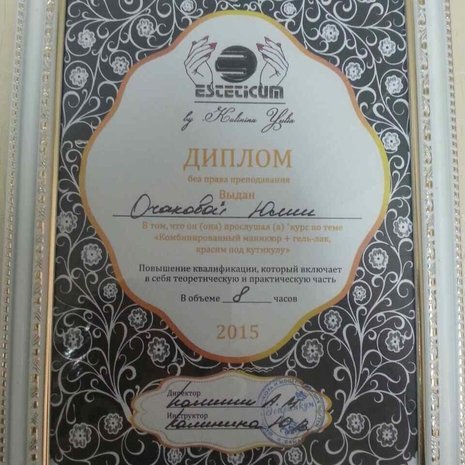 ESTETICUM
by Kalinina Yulia
ДИПЛОМ
без права преподавания
Выдан
Очаковой Юлии
В том, что он (она) прослушал (а) "курс по теме
«Комбинированный маникюр + гель-лак,
красим под кутикулу»
Повышение квалификации, который включает
в себя теоретическую и практическую часть
В объеме 8 часов
2015
Директор
Инструктор
Калинина Ю.В.